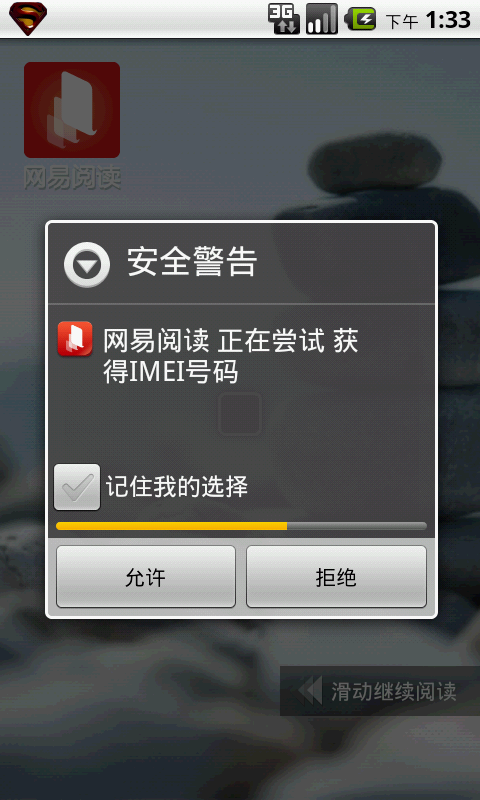 3G 下午 1:33
网易阅读
安全警告
网易阅读 正在尝试 获
得IMEI号码
记住我的选择
允许 拒绝
滑动继续阅读